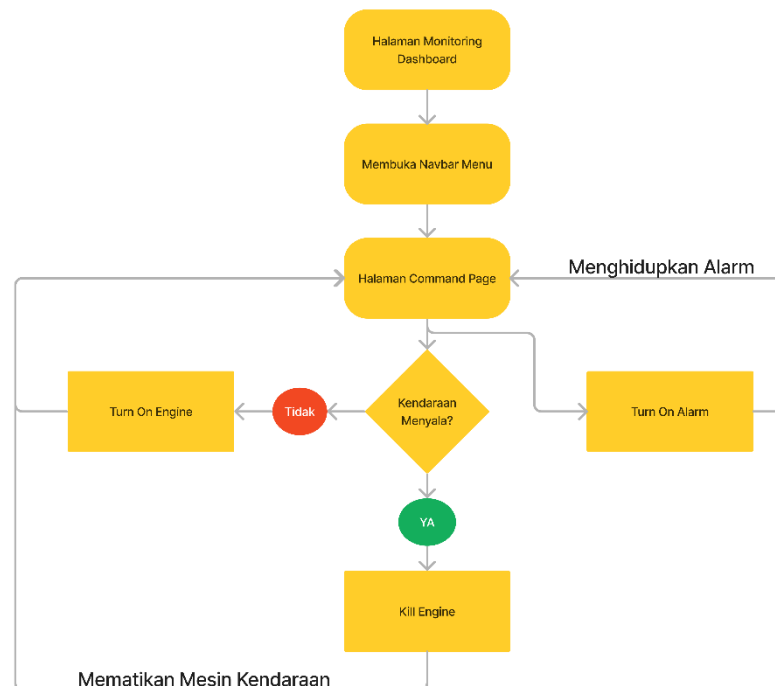 Halaman Monitoring
Dashboard
Membuka Navbar Menu
Halaman Command Page
Menghidupkan Alarm
Turn On Engine
Tidak
Kendaraan
Menyala?
Turn On Alarm
YA
Kill Engine
Mematikan Mesin Kendaraan